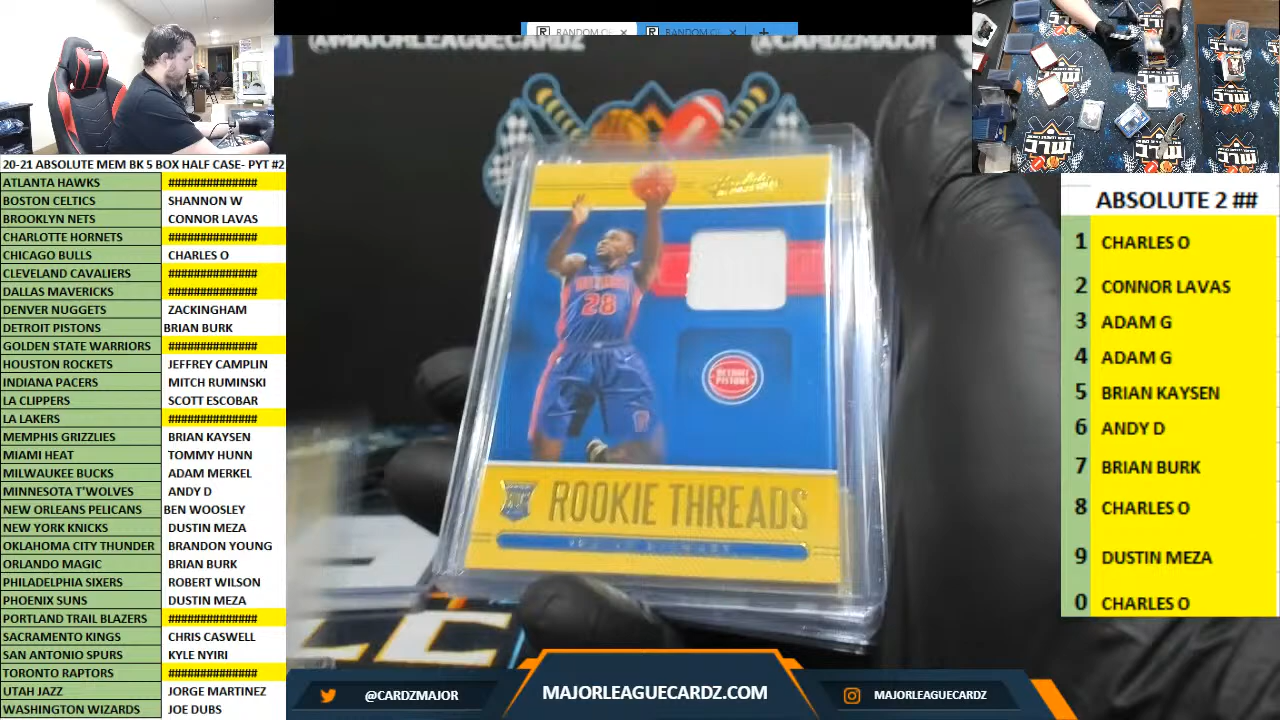 RANDOM
RANDOM
@MAJORLEAGUECARDZ
@CARDZMAJOR
20-21 ABSOLUTE MEM BK 5 BOX HALF CASE- PYT #2
ATLANTA HAWKS ##############
BOSTON CELTICS SHANNON W
BROOKLYN NETS CONNOR LAVAS
CHARLOTTE HORNETS ##############
CHICAGO BULLS CHARLES O
CLEVELAND CAVALIERS ##############
DALLAS MAVERICKS ##############
DENVER NUGGETS ZACKINGHAM
DETROIT PISTONS BRIAN BURK
GOLDEN STATE WARRIORS ##############
HOUSTON ROCKETS JEFFREY CAMPLIN
INDIANA PACERS MITCH RUMINSKI
LA CLIPPERS SCOTT ESCOBAR
LA LAKERS ##############
MEMPHIS GRIZZLIES BRIAN KAYSEN
MIAMI HEAT TOMMY HUNN
MILWAUKEE BUCKS ADAM MERKEL
MINNESOTA T'WOLVES ANDY D
NEW ORLEANS PELICANS BEN WOOSLEY
NEW YORK KNICKS DUSTIN MEZA
OKLAHOMA CITY THUNDER BRANDON YOUNG
ORLANDO MAGIC BRIAN BURK
PHILADELPHIA SIXERS ROBERT WILSON
PHOENIX SUNS DUSTIN MEZA
PORTLAND TRAIL BLAZERS ##############
SACRAMENTO KINGS CHRIS CASWELL
SAN ANTONIO SPURS KYLE NYIRI
TORONTO RAPTORS ##############
UTAH JAZZ JORGE MARTINEZ
WASHINGTON WIZARDS JOE DUBS
28
DETROIT
PISTONS
ROOKIE THREADS
ABSOLUTE 2 ##
1 CHARLES O
2 CONNOR LAVAS
3 ADAM G
4 ADAM G
5 BRIAN KAYSEN
6 ANDY D
7 BRIAN BURK
8 CHARLES O
9 DUSTIN MEZA
0 CHARLES O
@CARDZMAJOR
MAJORLEAGUECARDZ.COM
MAJORLEAGUECARDZ